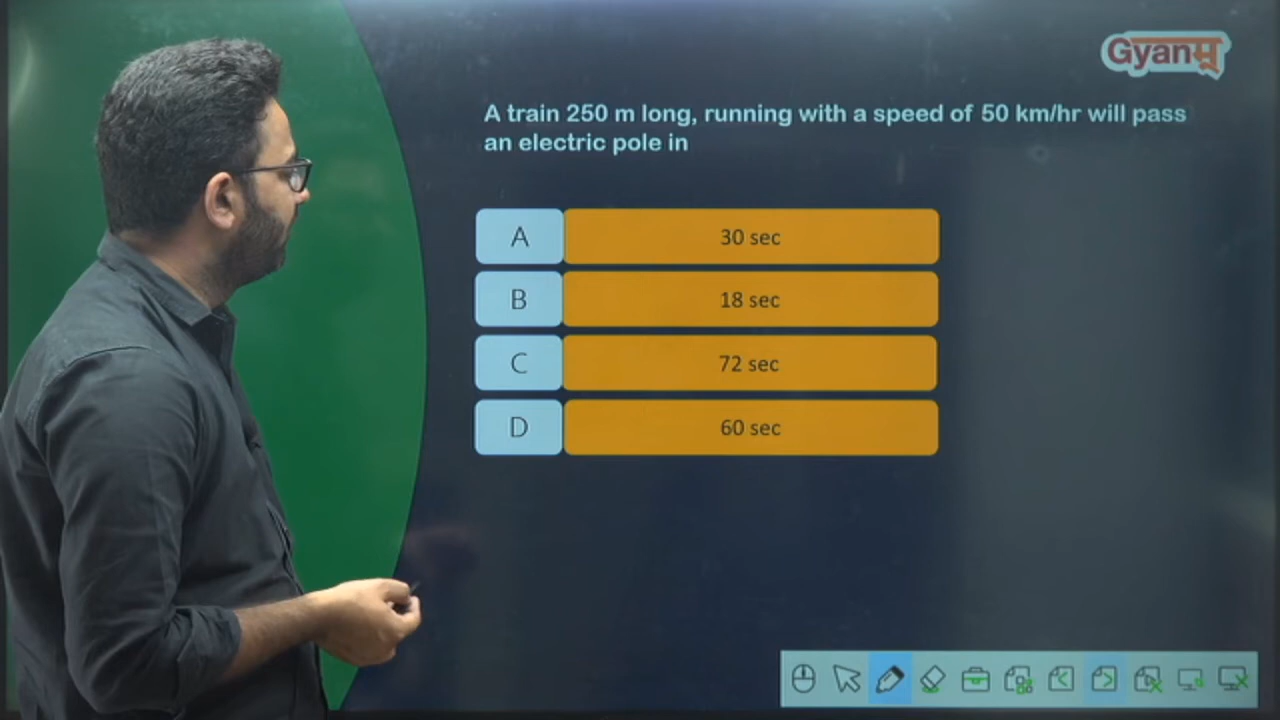 Gyanभू
A train 250 m long, running with a speed of 50 km/hr will pass
an electric pole in
A 30 sec
B 18 sec
C 72 sec
D 60 sec